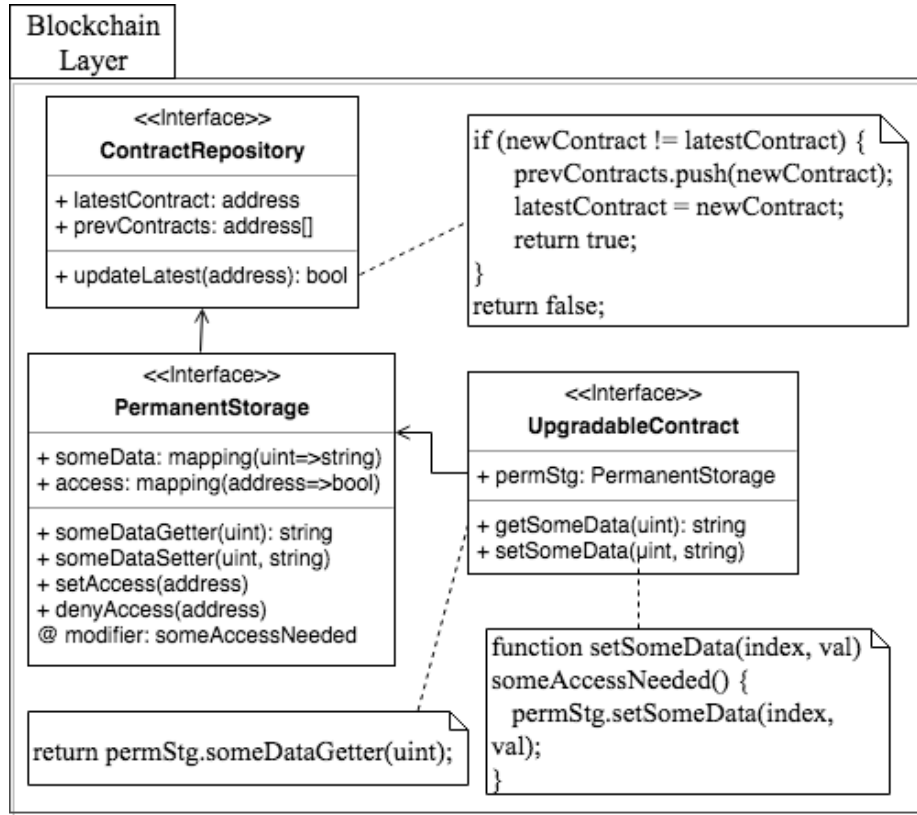 Blockchain
Layer
<<Interface>>
ContractRepository
+ latestContract: address
+ prevContracts: address[]
+ updateLatest(address): bool
if (newContract != latestContract) {
prevContracts.push(newContract);
latestContract = newContract;
return true;
}
return false;
<<Interface>>
PermanentStorage
+ someData: mapping(uint=>string)
+ access: mapping(address=>bool)
+ someDataGetter(uint): string
+ someDataSetter(uint, string)
+ setAccess(address)
+ denyAccess(address)
@ modifier: someAccessNeeded
<<Interface>>
UpgradableContract
+ permStg: PermanentStorage
+ getSomeData(uint): string
+ setSomeData(uint, string)
return permStg.someDataGetter(uint);
function setSomeData(index, val)
someAccessNeeded() {
permStg.setSomeData(index,
val);
}